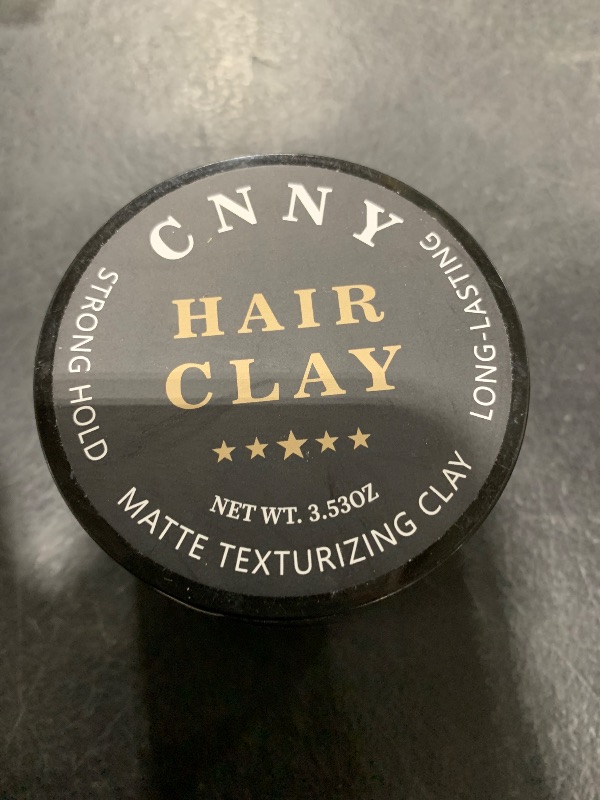 CNNY
HAIR
CLAY
NET WT. 3.53OZ
STRONG HOLD
MATTE TEXTURIZING CLAY
LONG-LASTING